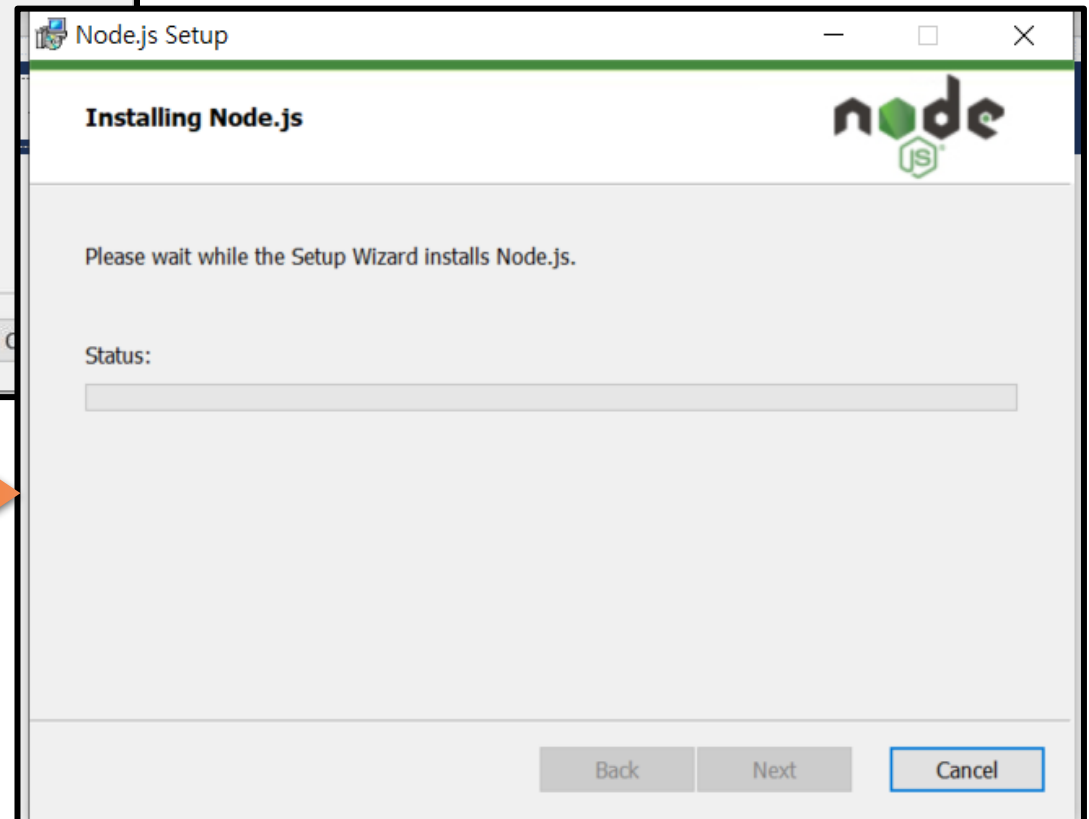 Node.js Setup
Installing Node.js
node
JS
Please wait while the Setup Wizard installs Node.js.
Status:
Back
Next
Cancel